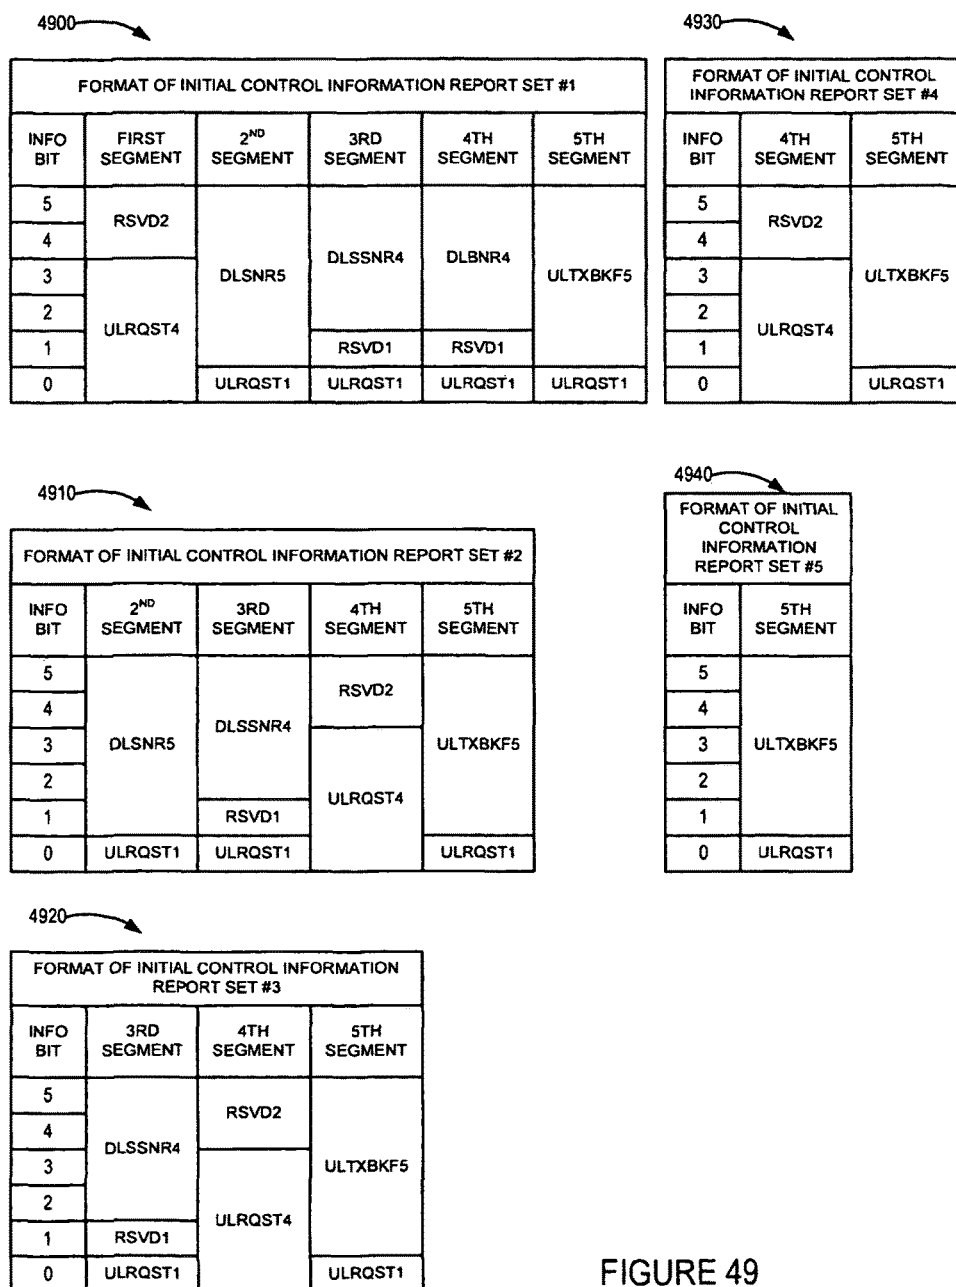 4900
FORMAT OF INITIAL CONTROL INFORMATION REPORT SET #1
INFO BIT FIRST SEGMENT 2ND SEGMENT 3RD SEGMENT 4TH SEGMENT 5TH SEGMENT
5
4
3
2
1
0
RSVD2
ULRQST4
DLSNR5
ULRQST1
DLSSNR4
RSVD1
ULRQST1
DLBNR4
RSVD1
ULRQST1
ULTXBKF5
ULRQST1
4930
FORMAT OF INITIAL CONTROL
INFORMATION REPORT SET #4
INFO BIT 4TH SEGMENT 5TH SEGMENT
5
4
3
2
1
0
RSVD2
ULRQST4
ULTXBKF5
ULRQST1
4910
FORMAT OF INITIAL CONTROL INFORMATION REPORT SET #2
INFO BIT 2ND SEGMENT 3RD SEGMENT 4TH SEGMENT 5TH SEGMENT
5
4
3
2
1
0
DLSNR5
ULRQST1
DLSSNR4
RSVD1
ULRQST1
RSVD2
ULRQST4
ULTXBKF5
ULRQST1
4940
FORMAT OF INITIAL
CONTROL
INFORMATION
REPORT SET #5
INFO BIT 5TH SEGMENT
5
4
3
2
1
0
ULTXBKF5
ULRQST1
4920
FORMAT OF INITIAL CONTROL INFORMATION
REPORT SET #3
INFO BIT 3RD SEGMENT 4TH SEGMENT 5TH SEGMENT
5
4
3
2
1
0
DLSSNR4
RSVD1
ULRQST1
RSVD2
ULRQST4
ULTXBKF5
ULRQST1
FIGURE 49